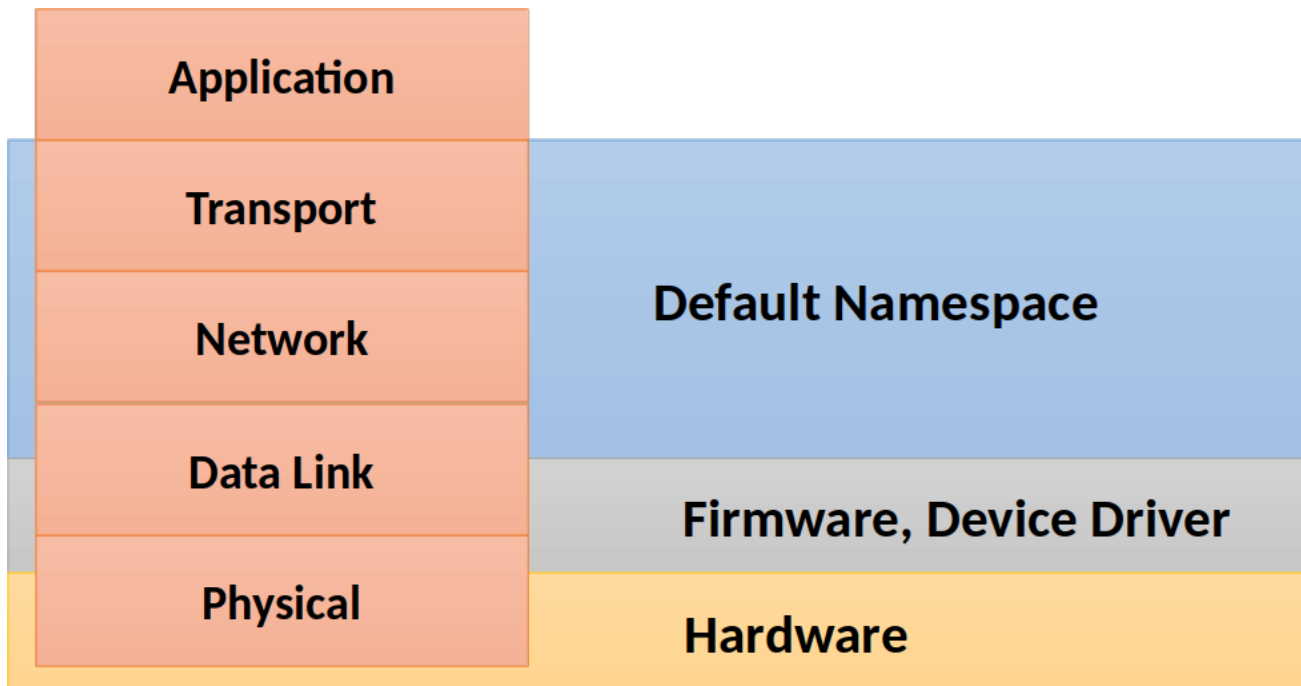 Application
Transport
Network
Data Link
Physical
Default Namespace
Firmware, Device Driver
Hardware